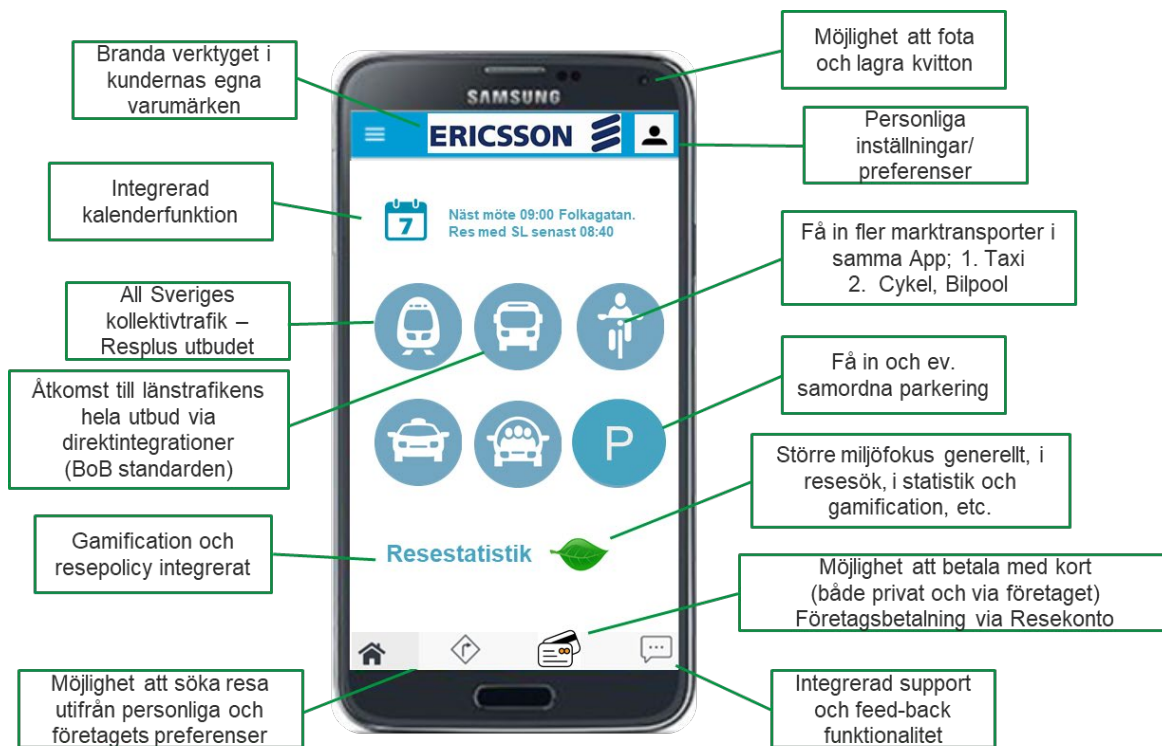 Branda verktyget i
kundernas egna
varumärken
Möjlighet att fota
och lagra kvitton
SAMSUNG
ERICSSON
Personliga
inställningar/
preferenser
Integrerad
kalenderfunktion
7
Näst möte 09:00 Folkagatan.
Res med SL senast 08:40
Få in fler marktransporter i
samma App; 1. Taxi
2. Cykel, Bilpool
All Sveriges
kollektivtrafik –
Resplus utbudet
Få in och ev.
samordna parkering
Åtkomst till länstrafikens
hela utbud via
direktintegrationer
(BoB standarden)
P
Större miljöfokus generellt, i
resesök, i statistik och
gamification, etc.
Gamification och
resepolicy integrerat
Resestatistik
Möjlighet att betala med kort
(både privat och via företaget)
Företagsbetalning via Resekonto
Möjlighet att söka resa
utifrån personliga och
företagets preferenser
Integrerad support
och feed-back
funktionalitet